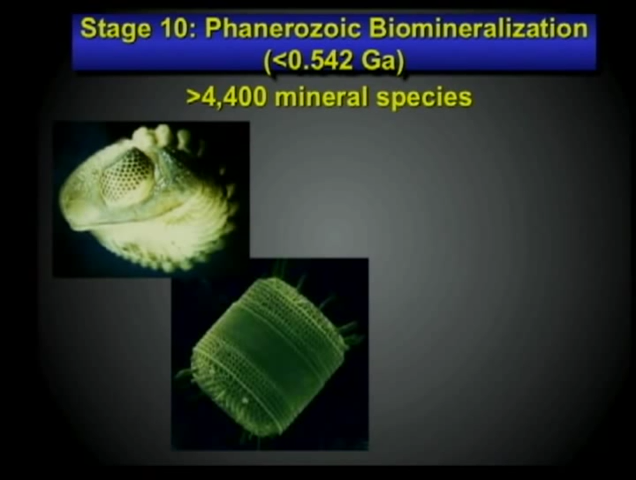 Stage 10: Phanerozoic Biomineralization
(<0.542 Ga)
>4,400 mineral species